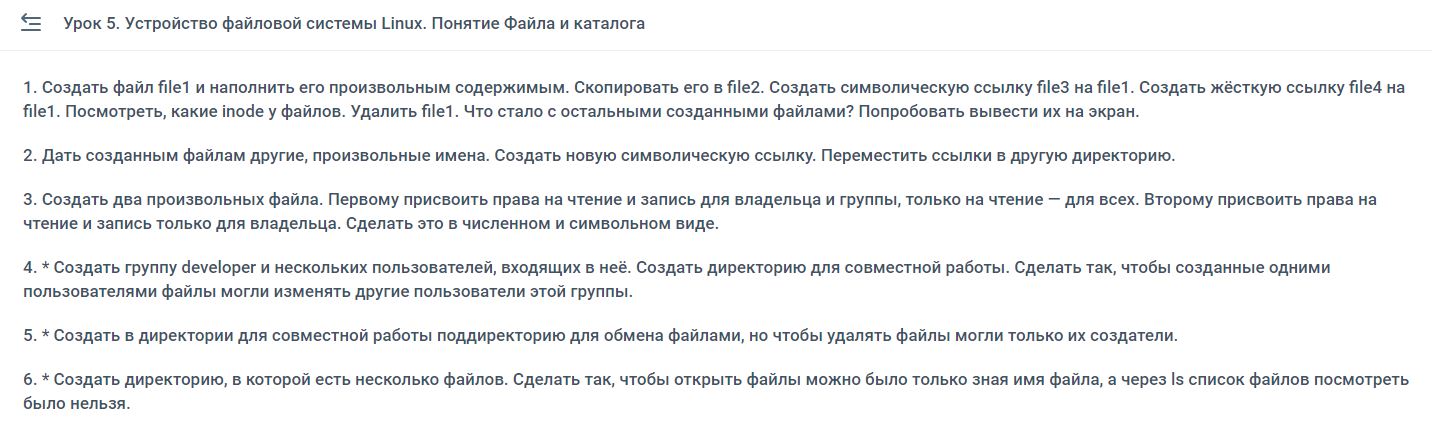 Урок 5. Устройство файловой системы Linux. Понятие Файла и каталога
1. Создать файл file1 и наполнить его произвольным содержимым. Скопировать его в file2. Создать символическую ссылку file3 на file1. Создать жёсткую ссылку file4 на
file1. Посмотреть, какие inode у файлов. Удалить file1. Что стало с остальными созданными файлами? Попробовать вывести их на экран.
2. Дать созданным файлам другие, произвольные имена. Создать новую символическую ссылку. Переместить ссылки в другую директорию.
3. Создать два произвольных файла. Первому присвоить права на чтение и запись для владельца и группы, только на чтение — для всех. Второму присвоить права на
чтение и запись только для владельца. Сделать это в численном и символьном виде.
4. * Создать группу developer и нескольких пользователей, входящих в неё. Создать директорию для совместной работы. Сделать так, чтобы созданные одними
пользователями файлы могли изменять другие пользователи этой группы.
5. * Создать в директории для совместной работы поддиректорию для обмена файлами, но чтобы удалять файлы могли только их создатели.
6. * Создать директорию, в которой есть несколько файлов. Сделать так, чтобы открыть файлы можно было только зная имя файла, а через ls список файлов посмотреть
было нельзя.